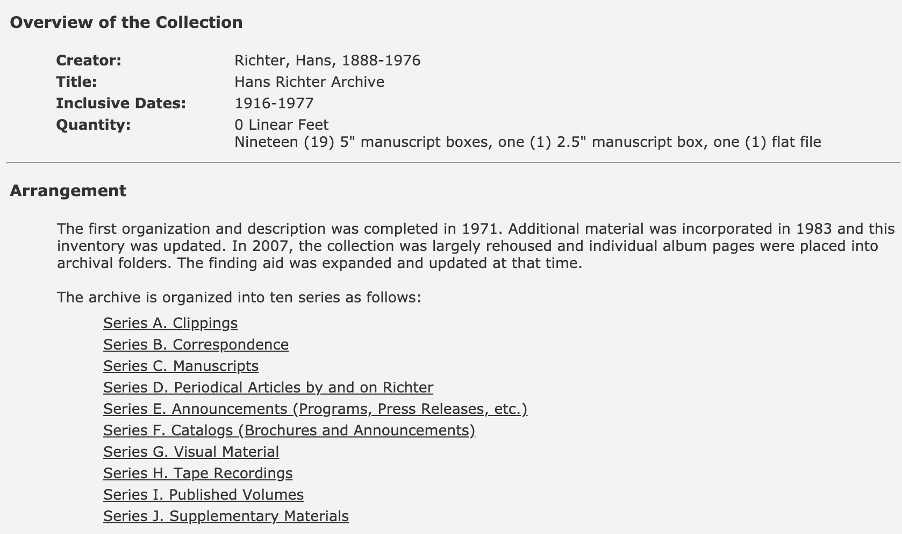 Overview of the Collection
Creator: Richter, Hans, 1888-1976
Title: Hans Richter Archive
Inclusive Dates: 1916-1977
Quantity: 0 Linear Feet
Nineteen (19) 5" manuscript boxes, one (1) 2.5" manuscript box, one (1) flat file
Arrangement
The first organization and description was completed in 1971. Additional material was incorporated in 1983 and this
inventory was updated. In 2007, the collection was largely rehoused and individual album pages were placed into
archival folders. The finding aid was expanded and updated at that time.
The archive is organized into ten series as follows:
Series A. Clippings
Series B. Correspondence
Series C. Manuscripts
Series D. Periodical Articles by and on Richter
Series E. Announcements (Programs, Press Releases, etc.)
Series F. Catalogs (Brochures and Announcements)
Series G. Visual Material
Series H. Tape Recordings
Series I. Published Volumes
Series J. Supplementary Materials